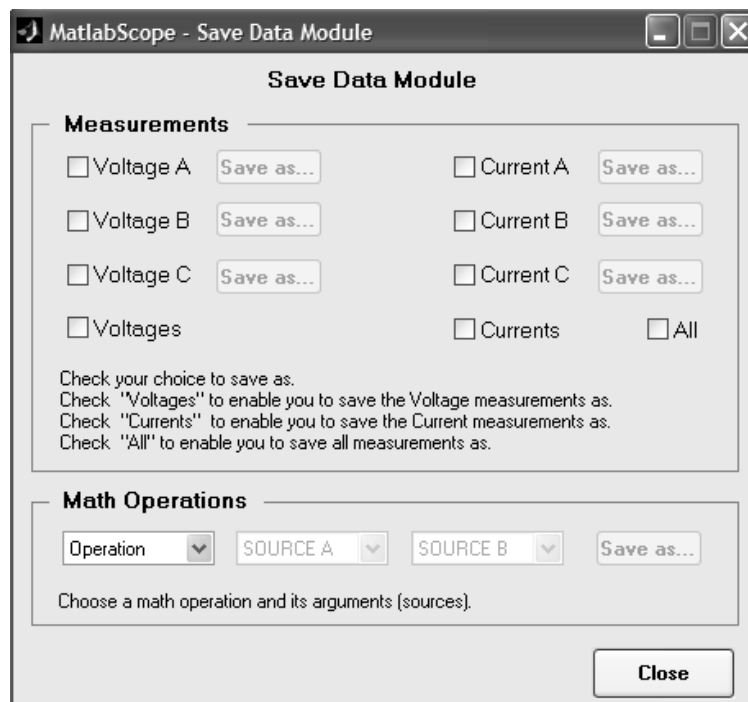 MatlabScope - Save Data Module
Save Data Module
Measurements
Voltage A Save as... Current A Save as...
Voltage B Save as... Current B Save as...
Voltage C Save as... Current C Save as...
Voltages Currents All
Check your choice to save as.
Check "Voltages" to enable you to save the Voltage measurements as.
Check "Currents" to enable you to save the Current measurements as.
Check "All" to enable you to save all measurements as.
Math Operations
Operation SOURCE A SOURCE B Save as...
Choose a math operation and its arguments (sources).
Close